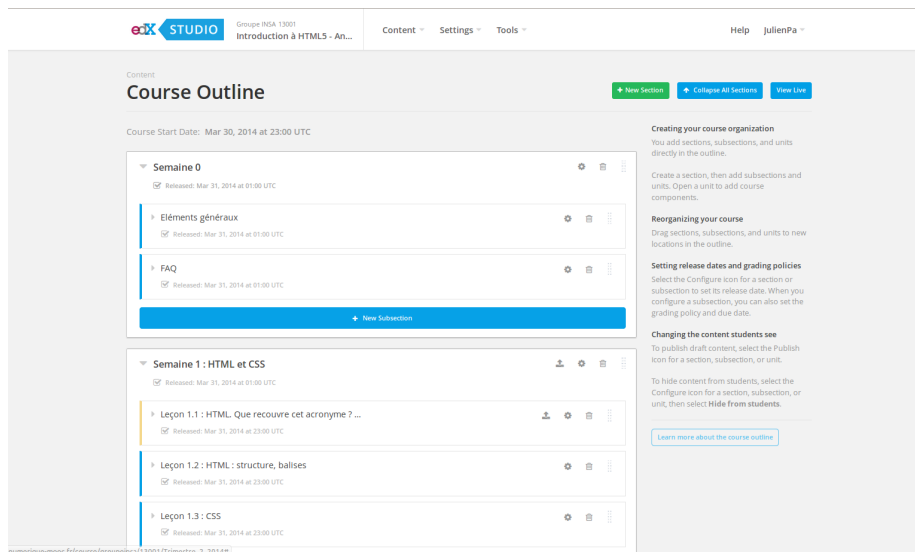 edX STUDIO
Groupe INSA 13001
Introduction à HTML5 - An...
Content
Settings
Tools
Help
JulienPa
Content
Course Outline
+ New Section
Collapse All Sections
View Live
Course Start Date: Mar 30, 2014 at 23:00 UTC
Semaine 0
Released: Mar 31, 2014 at 01:00 UTC
Eléments généraux
Released: Mar 31, 2014 at 01:00 UTC
FAQ
Released: Mar 31, 2014 at 01:00 UTC
+ New Subsection
Semaine 1 : HTML et CSS
Released: Mar 31, 2014 at 01:00 UTC
Leçon 1.1 : HTML. Que recouvre cet acronyme ? ...
Released: Mar 31, 2014 at 23:00 UTC
Leçon 1.2 : HTML : structure, balises
Released: Mar 31, 2014 at 23:00 UTC
Leçon 1.3 : CSS
Released: Mar 31, 2014 at 23:00 UTC
Creating your course organization
You add sections, subsections, and units
directly in the outline.
Create a section, then add subsections and
units. Open a unit to add course
components.
Reorganizing your course
Drag sections, subsections, and units to new
locations in the outline.
Setting release dates and grading policies
Select the Configure icon for a section or
subsection to set its release date. When you
configure a subsection, you can also set the
grading policy and due date.
Changing the content students see
To publish draft content, select the Publish
icon for a section, subsection, or unit.
To hide content from students, select the
Configure icon for a section, subsection, or
unit, then select Hide from students.
Learn more about the course outline